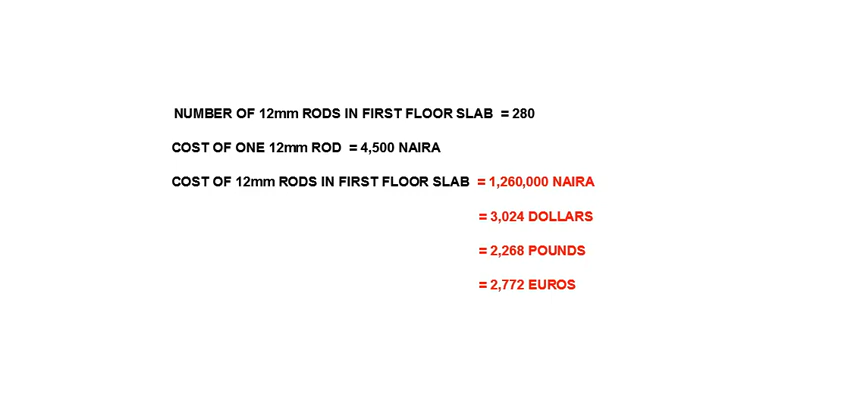 NUMBER OF 12mm RODS IN FIRST FLOOR SLAB = 280
COST OF ONE 12mm ROD = 4,500 NAIRA
COST OF 12mm RODS IN FIRST FLOOR SLAB = 1,260,000 NAIRA
= 3,024 DOLLARS
= 2,268 POUNDS
= 2,772 EUROS